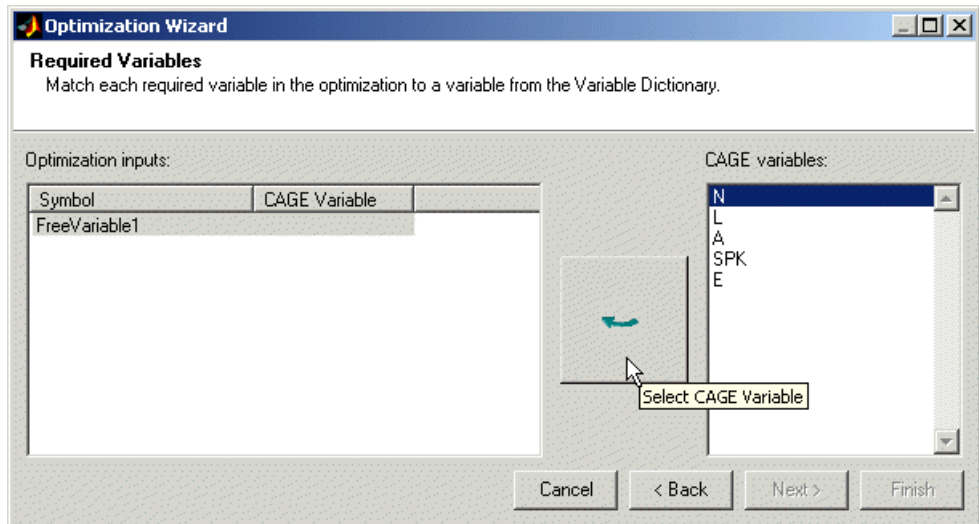 Optimization Wizard
Required Variables
Match each required variable in the optimization to a variable from the Variable Dictionary.
Optimization inputs:
Symbol CAGE Variable
FreeVariable1
CAGE variables:
N
L
A
SPK
E
Select CAGE Variable
Cancel < Back Next > Finish